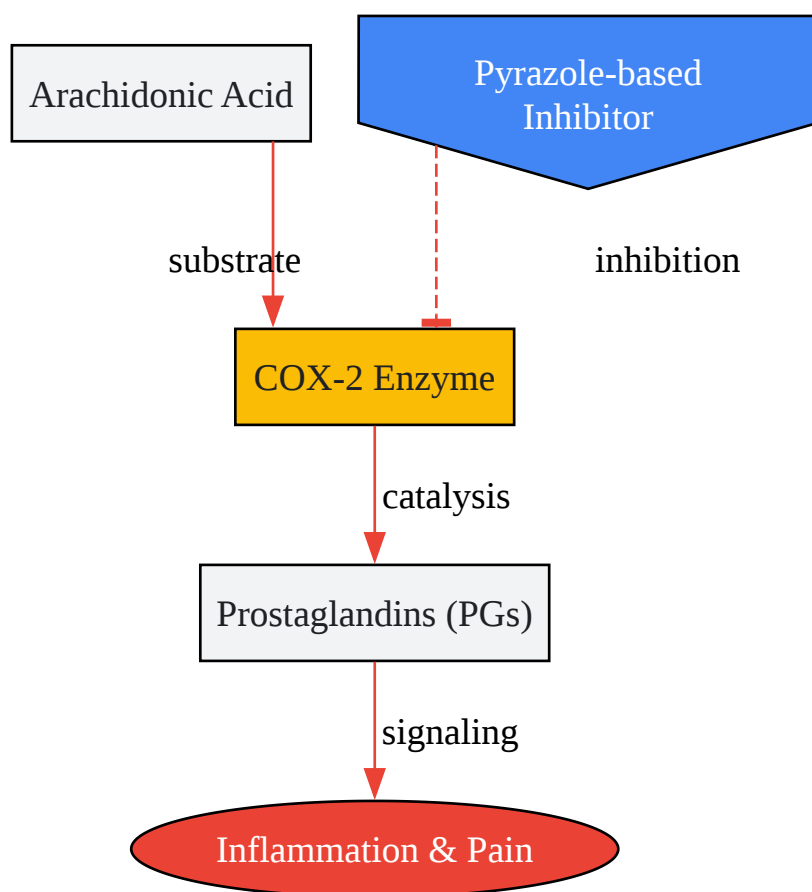 Arachidonic Acid
Pyrazole-based
Inhibitor
substrate
inhibition
COX-2 Enzyme
catalysis
Prostaglandins (PGs)
signaling
Inflammation & Pain